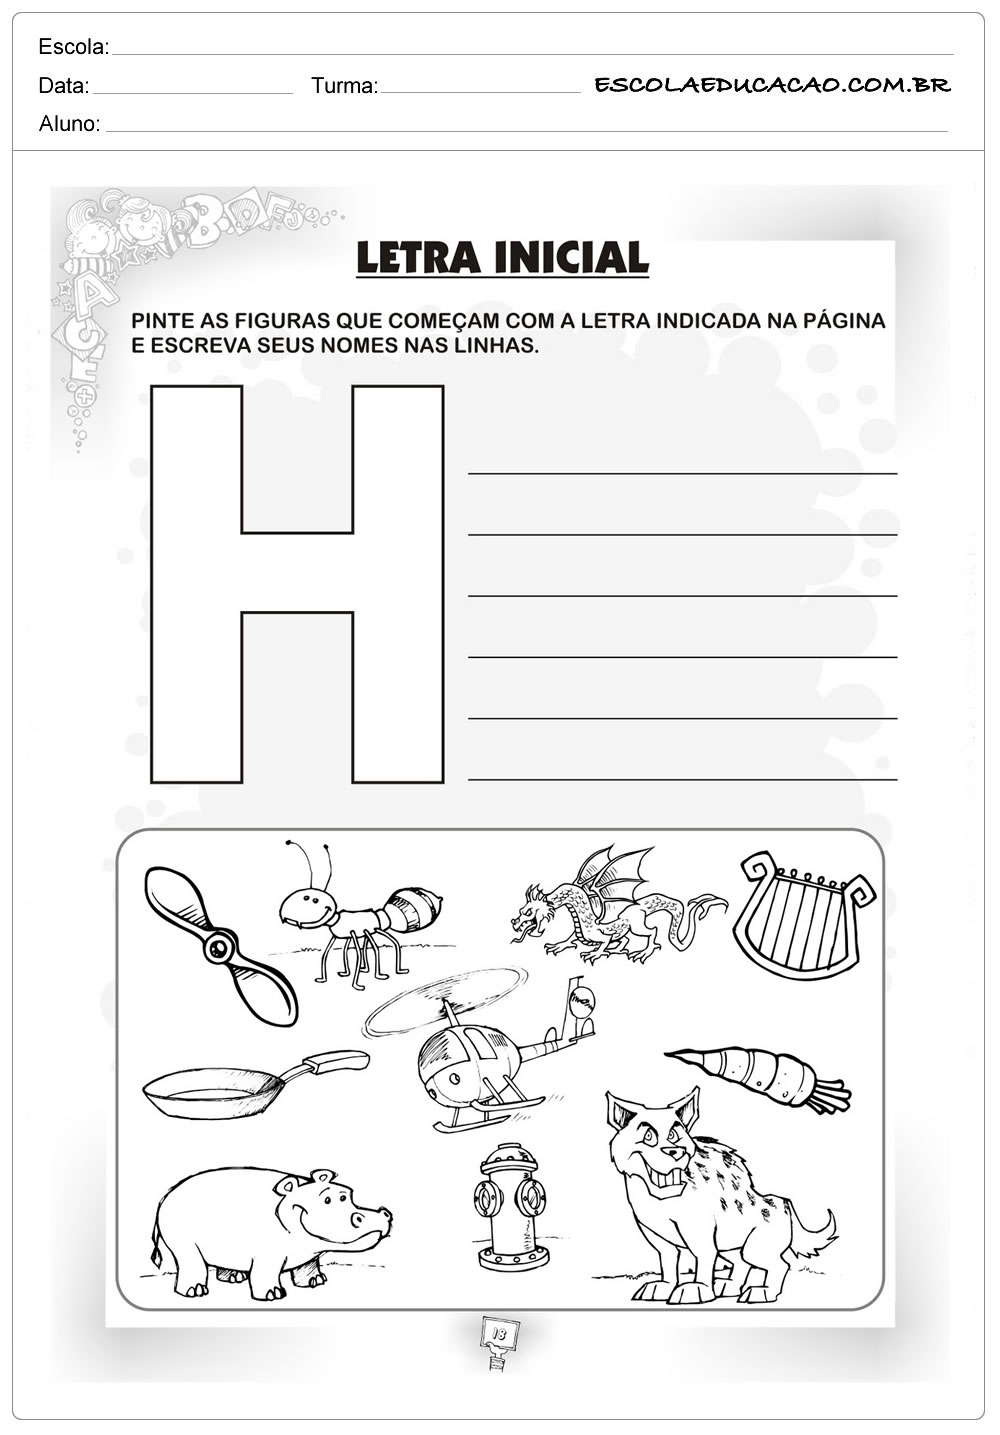 Escola:
Data: Turma: ESCOLAEDUCACAO.COM.BR
Aluno:
B D F
A C E
LETRA INICIAL
PINTE AS FIGURAS QUE COMEÇAM COM A LETRA INDICADA NA PÁGINA
E ESCREVA SEUS NOMES NAS LINHAS.
H
18